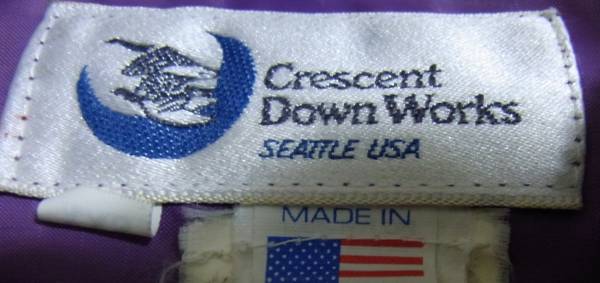 Crescent
Down Works
SEATTLE USA
MADE IN